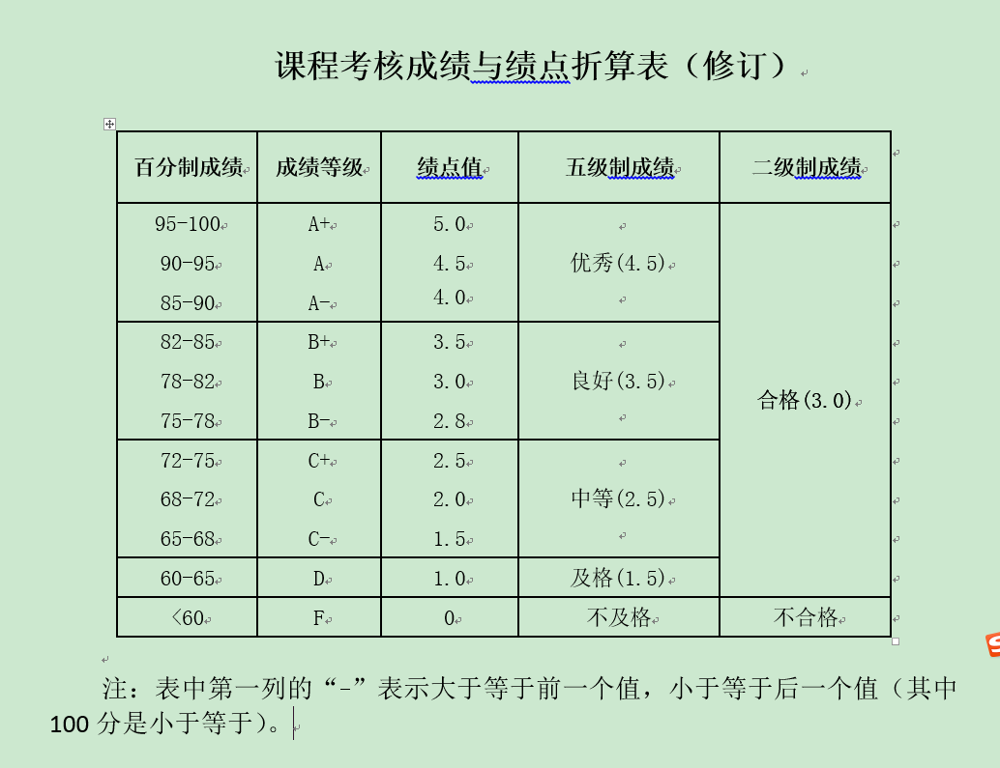 课程考核成绩与绩点折算表（修订）
百分制成绩 成绩等级 绩点值 五级制成绩 二级制成绩
95-100 A+ 5.0
90-95 A 4.5 优秀(4.5)
85-90 A- 4.0
82-85 B+ 3.5
78-82 B 3.0 良好(3.5)
合格(3.0)
75-78 B- 2.8
72-75 C+ 2.5
68-72 C 2.0 中等(2.5)
65-68 C- 1.5
60-65 D 1.0 及格(1.5)
<60 F 0 不及格 不合格
注：表中第一列的“-”表示大于等于前一个值，小于等于后一个值（其中
100 分是小于等于）。